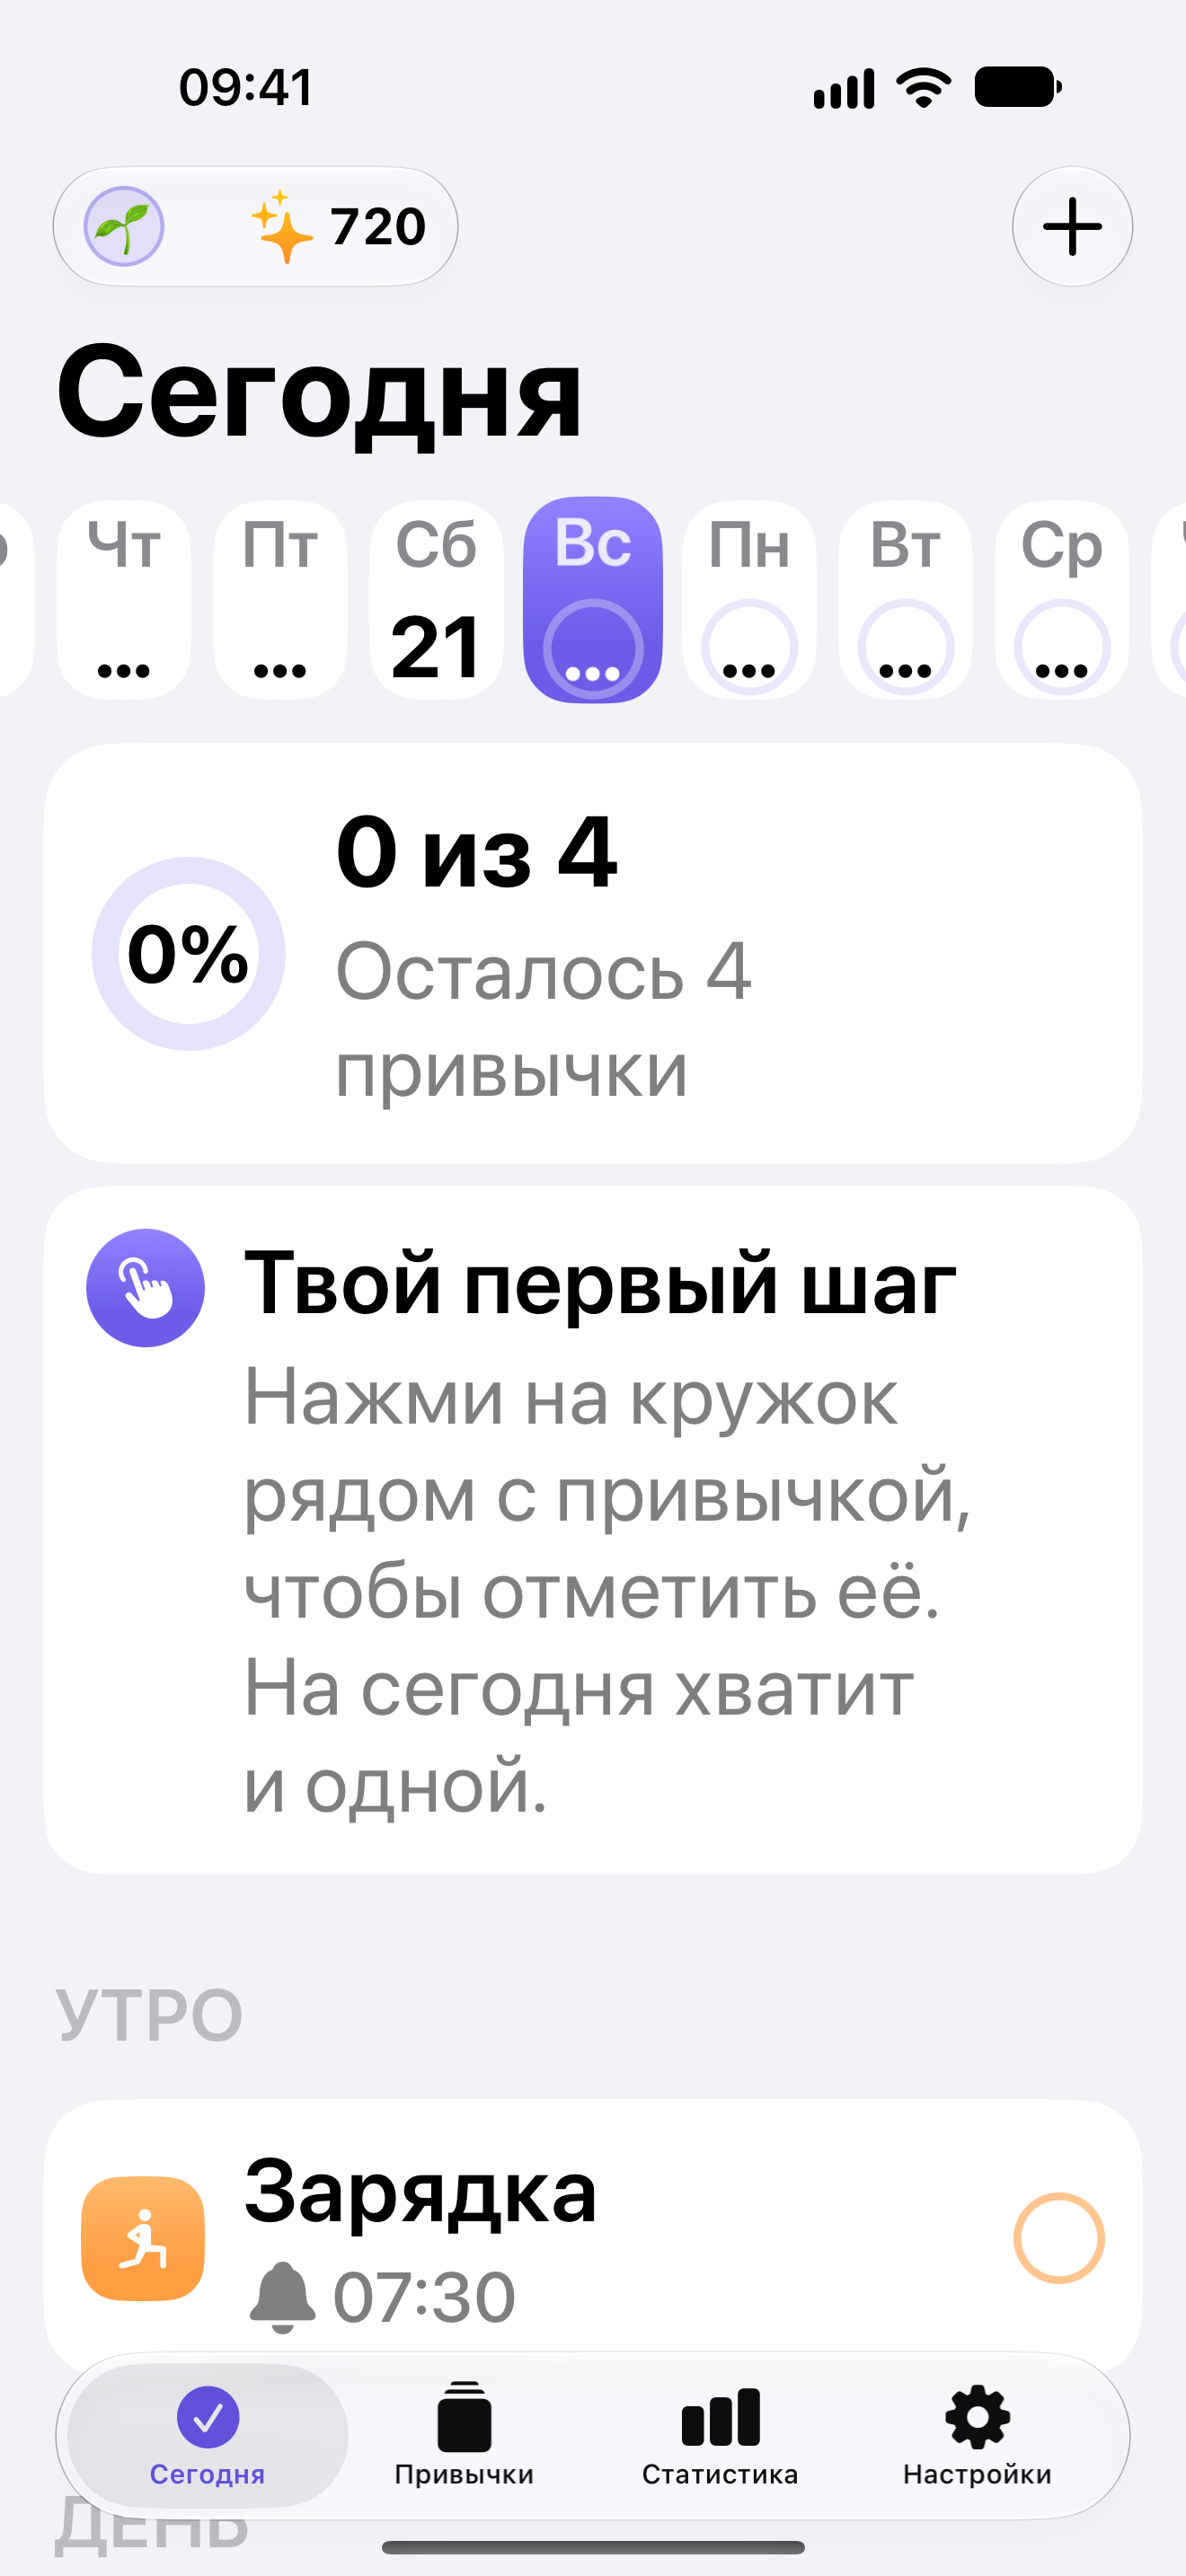 09:41
720
Сегодня
Чт Пт Сб Вс Пн Вт Ср
... ... 21 ... ... ... ...
0%
0 из 4
Осталось 4
привычки
Твой первый шаг
Нажми на кружок
рядом с привычкой,
чтобы отметить её.
На сегодня хватит
и одной.
УТРО
Зарядка
07:30
Сегодня Привычки Статистика Настройки
ДЕНЬ